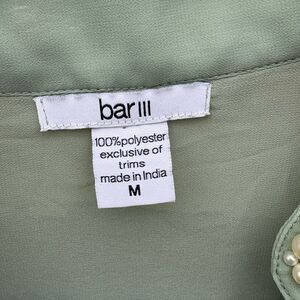 bar III
100%polyester
exclusive of
trims
made in India
M